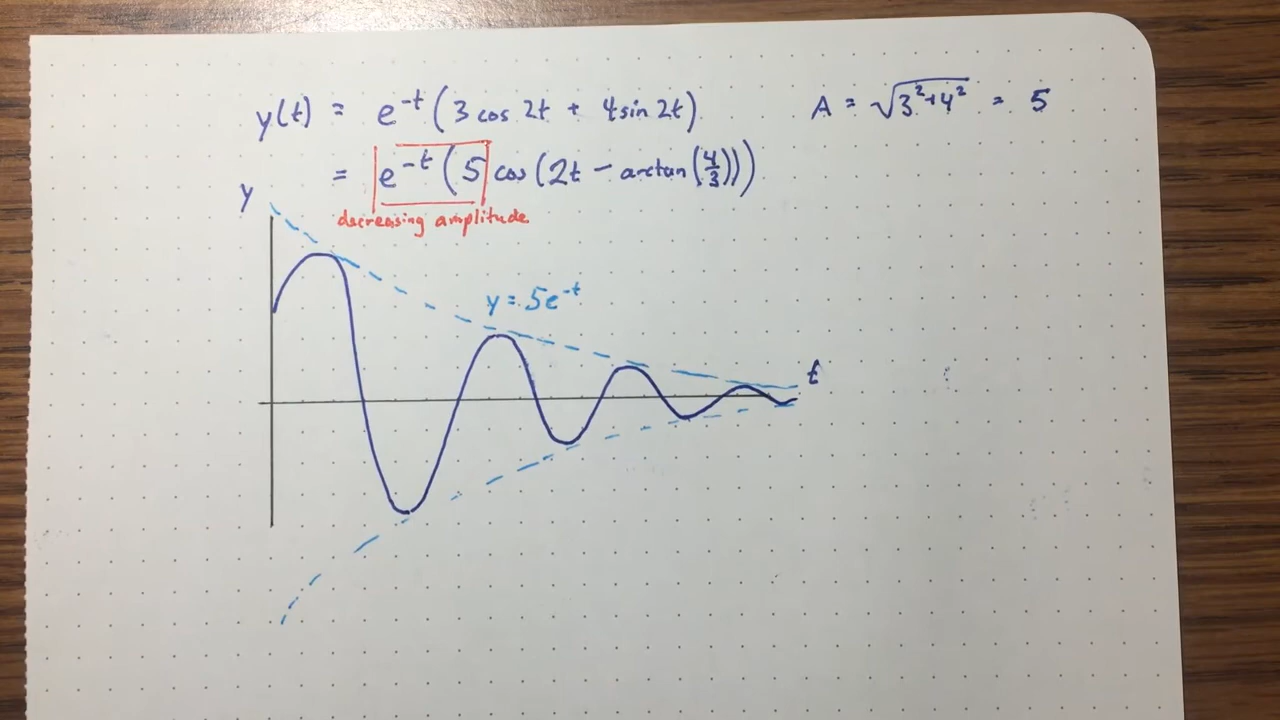 y(t) = e^{-t}(3 cos 2t + 4 sin 2t)
A = √(3²+4²) = 5
= e^{-t}(5 cos(2t - arctan(4/3)))
decreasing amplitude
y
y = 5e^{-t}
t